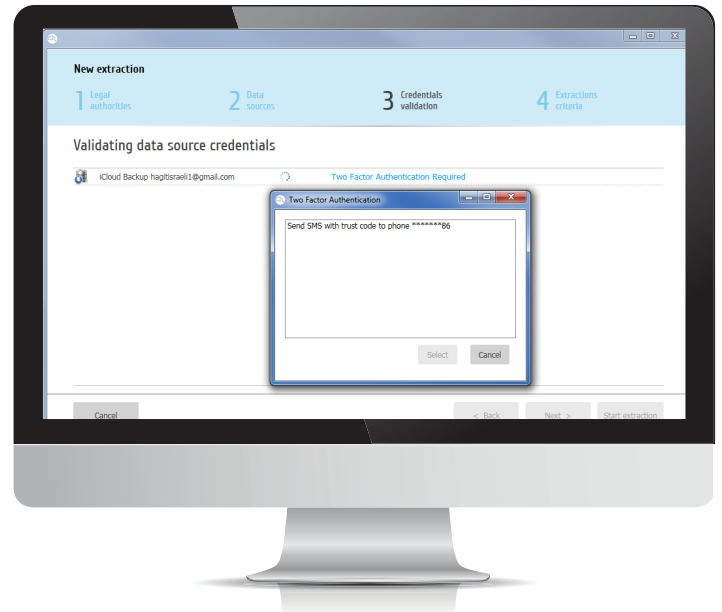 New extraction
1 Legal authorities
2 Data sources
3 Credentials validation
4 Extractions criteria
Validating data source credentials
iCloud Backup hagitisraeli1@gmail.com Two Factor Authentication Required
Two Factor Authentication
Send SMS with trust code to phone *******86
Select Cancel
Cancel < Back Next > Start extraction